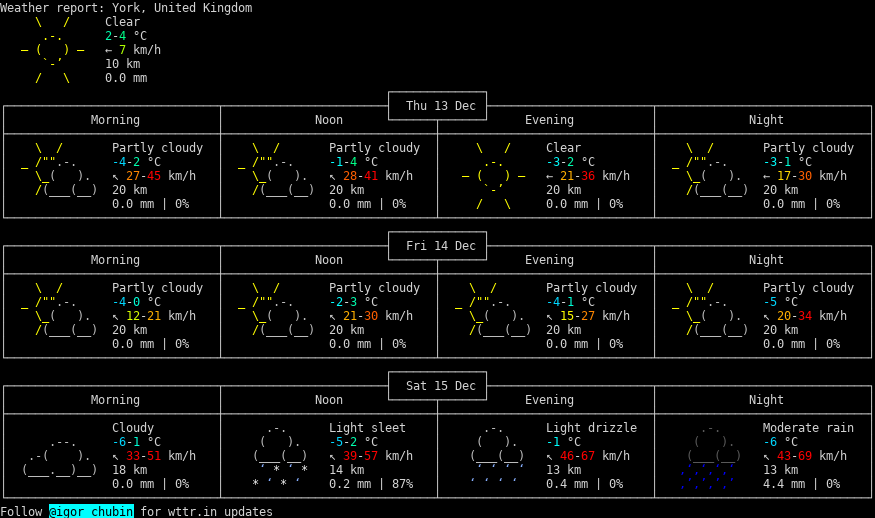 Weather report: York, United Kingdom
Clear
2-4 °C
← 7 km/h
10 km
0.0 mm
Thu 13 Dec
Morning Noon Evening Night
Partly cloudy Partly cloudy Clear Partly cloudy
-4-2 °C -1-4 °C -3-2 °C -3-1 °C
↖ 27-45 km/h ↖ 28-41 km/h ← 21-36 km/h ← 17-30 km/h
20 km 20 km 20 km 20 km
0.0 mm | 0% 0.0 mm | 0% 0.0 mm | 0% 0.0 mm | 0%
Fri 14 Dec
Morning Noon Evening Night
Partly cloudy Partly cloudy Partly cloudy Partly cloudy
-4-0 °C -2-3 °C -4-1 °C -5 °C
↖ 12-21 km/h ↖ 21-30 km/h ↖ 15-27 km/h ↖ 20-34 km/h
20 km 20 km 20 km 20 km
0.0 mm | 0% 0.0 mm | 0% 0.0 mm | 0% 0.0 mm | 0%
Sat 15 Dec
Morning Noon Evening Night
Cloudy Light sleet Light drizzle Moderate rain
-6-1 °C -5-2 °C -1 °C -6 °C
↖ 33-51 km/h ↖ 39-57 km/h ↖ 46-67 km/h ↖ 43-69 km/h
18 km 14 km 13 km 13 km
0.0 mm | 0% 0.2 mm | 87% 0.4 mm | 0% 4.4 mm | 0%
Follow @igor_chubin for wttr.in updates